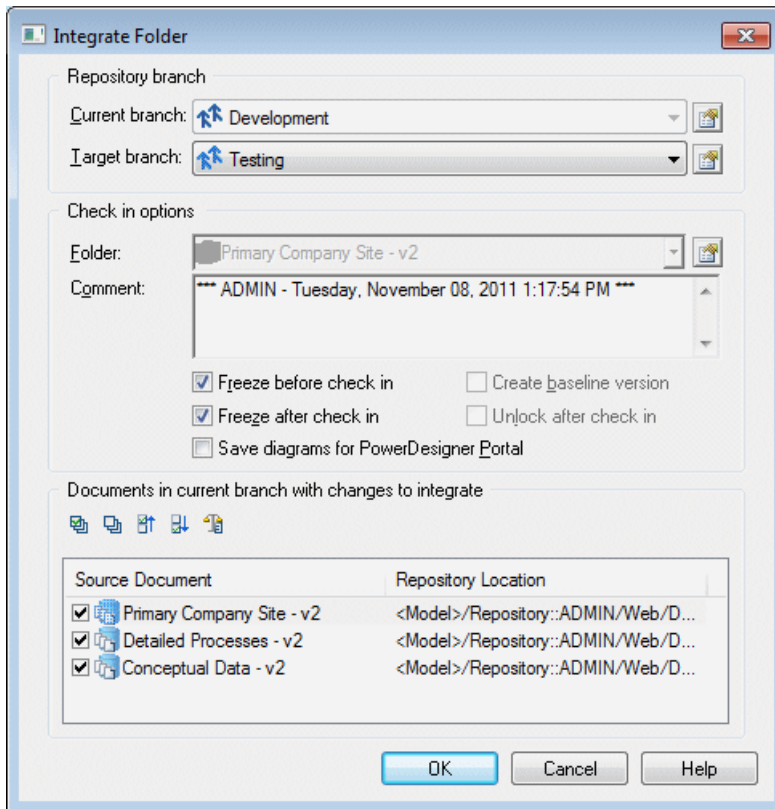 Integrate Folder
Repository branch
Current branch: Development
Target branch: Testing
Check in options
Folder: Primary Company Site - v2
Comment: *** ADMIN - Tuesday, November 08, 2011 1:17:54 PM ***
Freeze before check in Create baseline version
Freeze after check in Unlock after check in
Save diagrams for PowerDesigner Portal
Documents in current branch with changes to integrate
Source Document Repository Location
Primary Company Site - v2 <Model>/Repository::ADMIN/Web/D...
Detailed Processes - v2 <Model>/Repository::ADMIN/Web/D...
Conceptual Data - v2 <Model>/Repository::ADMIN/Web/D...
OK Cancel Help